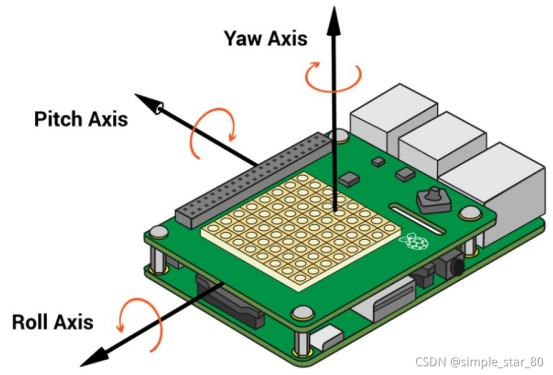 Yaw Axis
Pitch Axis
Roll Axis
CSDN @simple_star_80